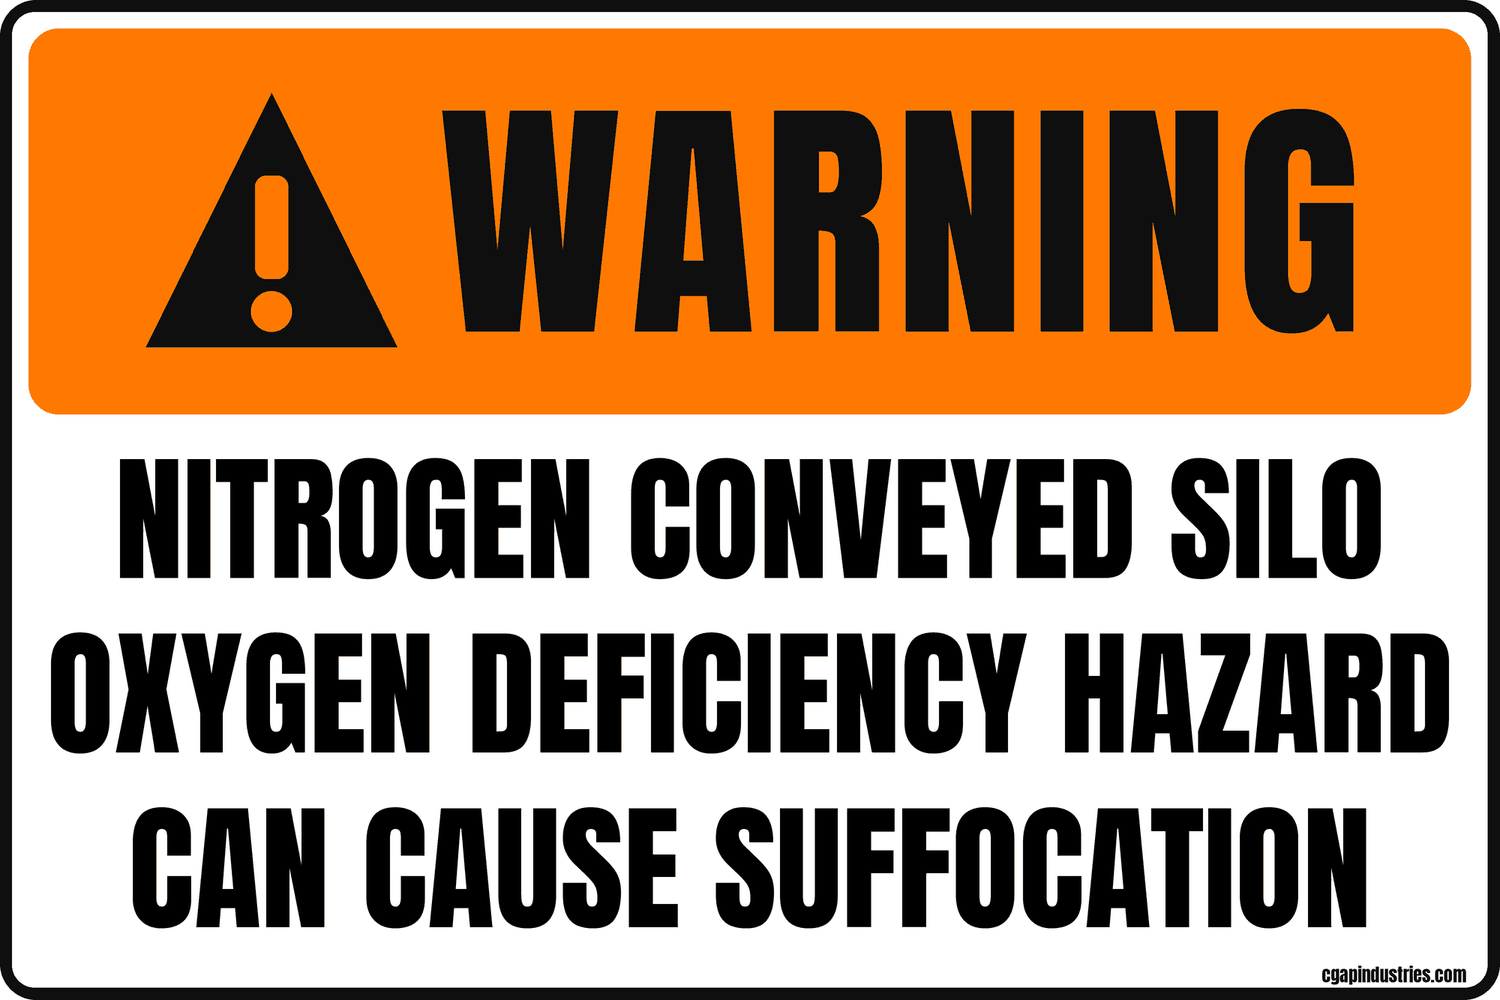 WARNING
NITROGEN CONVEYED SILO
OXYGEN DEFICIENCY HAZARD
CAN CAUSE SUFFOCATION
cgapindustries.com